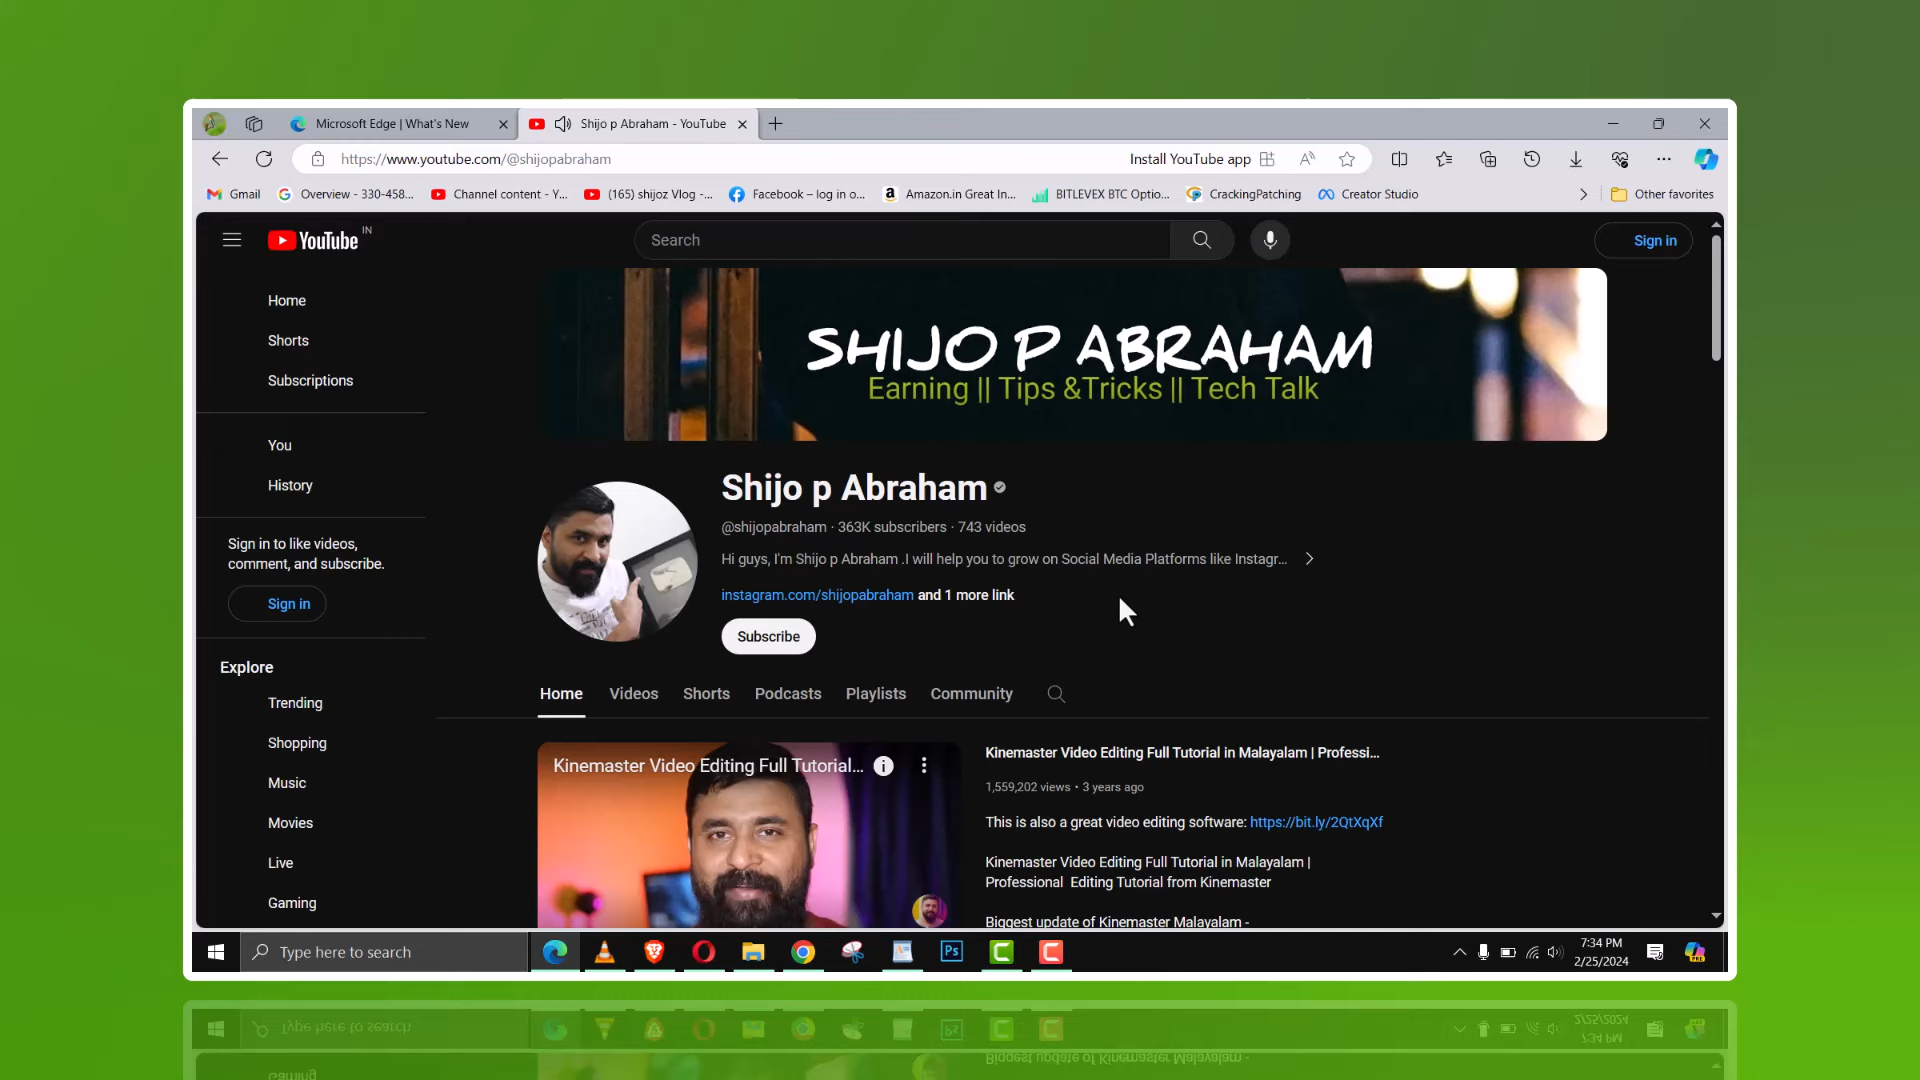 Microsoft Edge | What's New
Shijo p Abraham - YouTube
https://www.youtube.com/@shijopabraham
Install YouTube app
Gmail
Overview - 330-458...
Channel content - Y...
(165) shijoz Vlog -...
Facebook – log in o...
Amazon.in Great In...
BITLEVEX BTC Optio...
CrackingPatching
Creator Studio
Other favorites
YouTube IN
Search
Sign in
Home
Shorts
Subscriptions
You
History
Sign in to like videos,
comment, and subscribe.
Sign in
Explore
Trending
Shopping
Music
Movies
Live
Gaming
SHIJO P ABRAHAM
Earning || Tips &Tricks || Tech Talk
Shijo p Abraham
@shijopabraham · 363K subscribers · 743 videos
Hi guys, I'm Shijo p Abraham .I will help you to grow on Social Media Platforms like Instagr...
instagram.com/shijopabraham and 1 more link
Subscribe
Home Videos Shorts Podcasts Playlists Community
Kinemaster Video Editing Full Tutorial...
Kinemaster Video Editing Full Tutorial in Malayalam | Professi...
1,559,202 views • 3 years ago
This is also a great video editing software: https://bit.ly/2QtXqXf
Kinemaster Video Editing Full Tutorial in Malayalam |
Professional Editing Tutorial from Kinemaster
Biggest update of Kinemaster Malayalam -
Type here to search
Ps
7:34 PM
2/25/2024